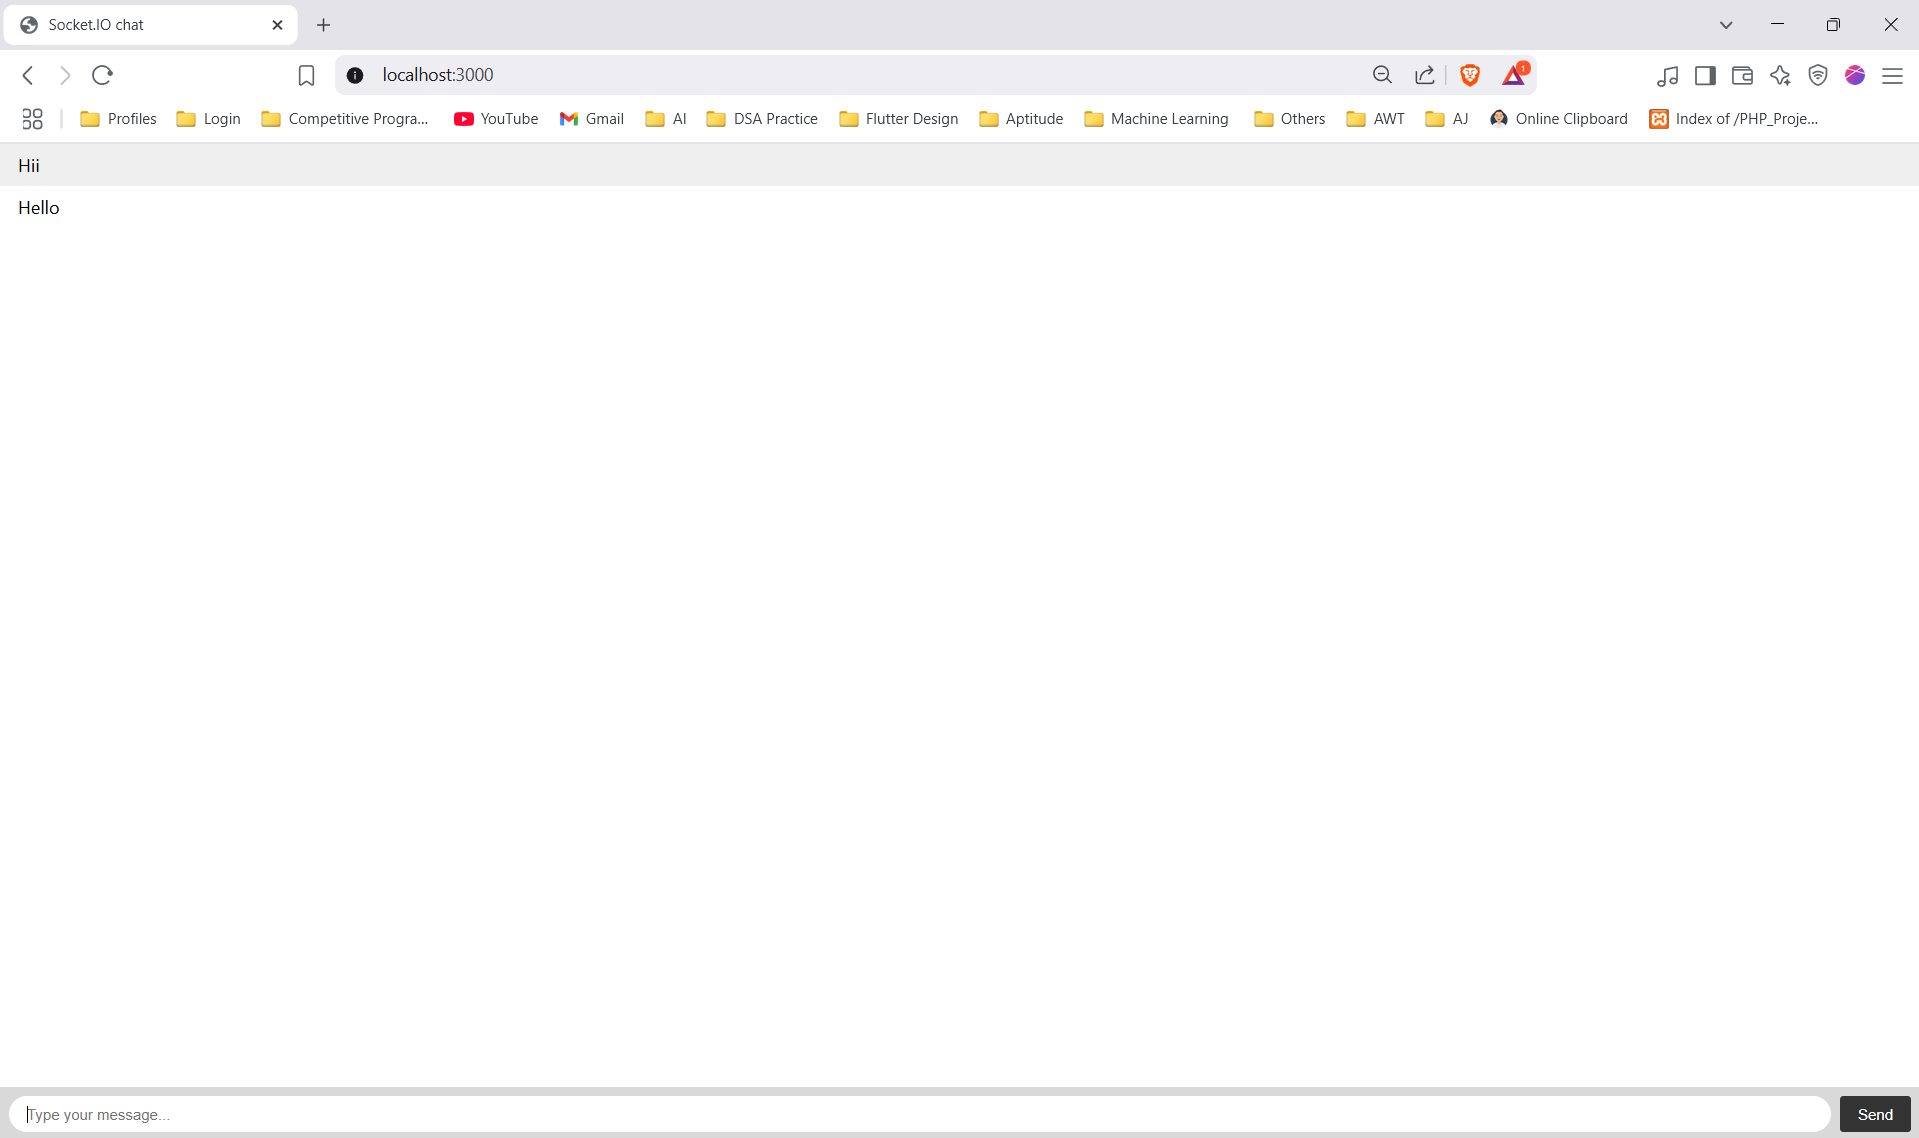 Socket.IO chat
localhost:3000
1
Profiles Login Competitive Progra... YouTube Gmail AI DSA Practice Flutter Design Aptitude Machine Learning Others AWT AJ Online Clipboard Index of /PHP_Proje...
Hii
Hello
Type your message...
Send